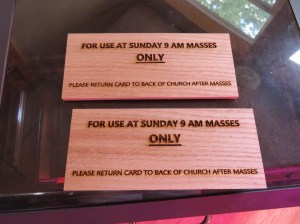 FOR USE AT SUNDAY 9 AM MASSES
ONLY
PLEASE RETURN CARD TO BACK OF CHURCH AFTER MASSES
FOR USE AT SUNDAY 9 AM MASSES
ONLY
PLEASE RETURN CARD TO BACK OF CHURCH AFTER MASSES